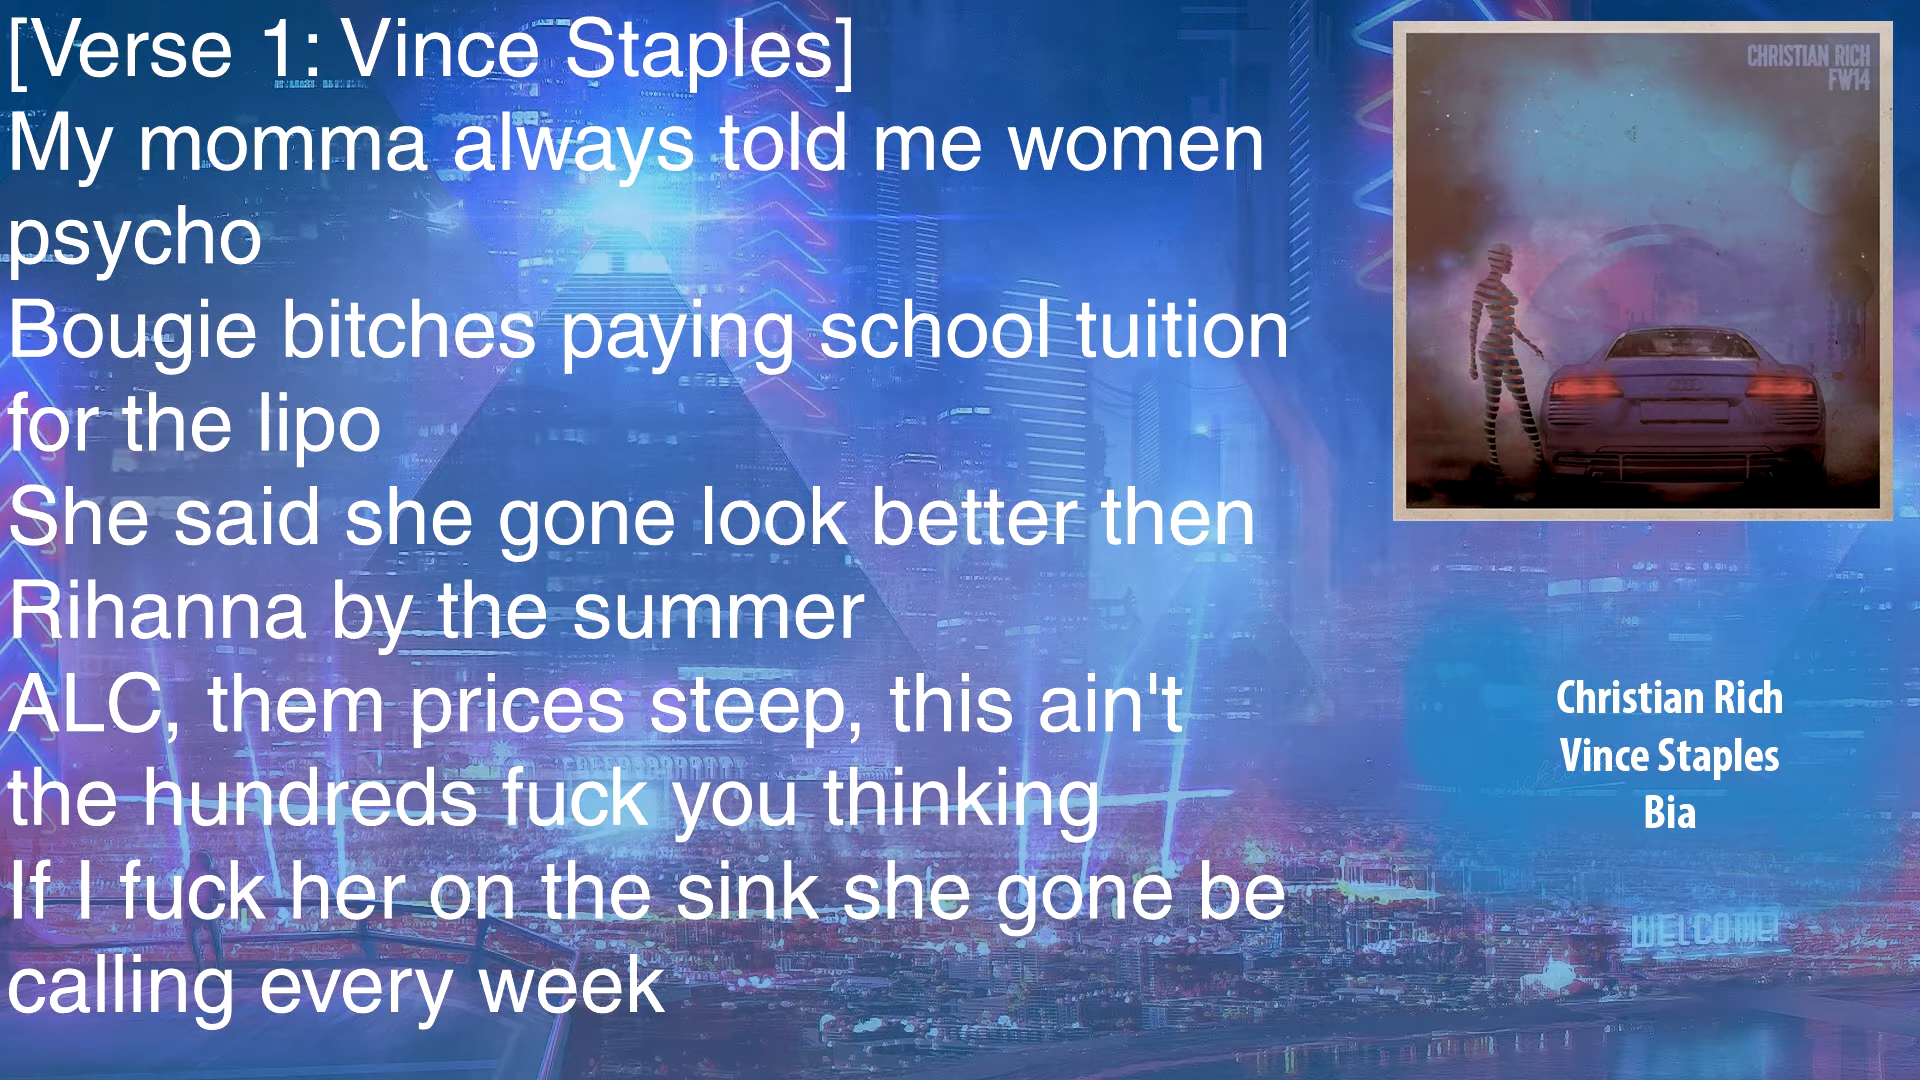 [Verse 1: Vince Staples]
My momma always told me women
psycho
Bougie bitches paying school tuition
for the lipo
She said she gone look better then
Rihanna by the summer
ALC, them prices steep, this ain't
the hundreds fuck you thinking
If I fuck her on the sink she gone be
calling every week
CHRISTIAN RICH
FW14
Christian Rich
Vince Staples
Bia
WELCOME!